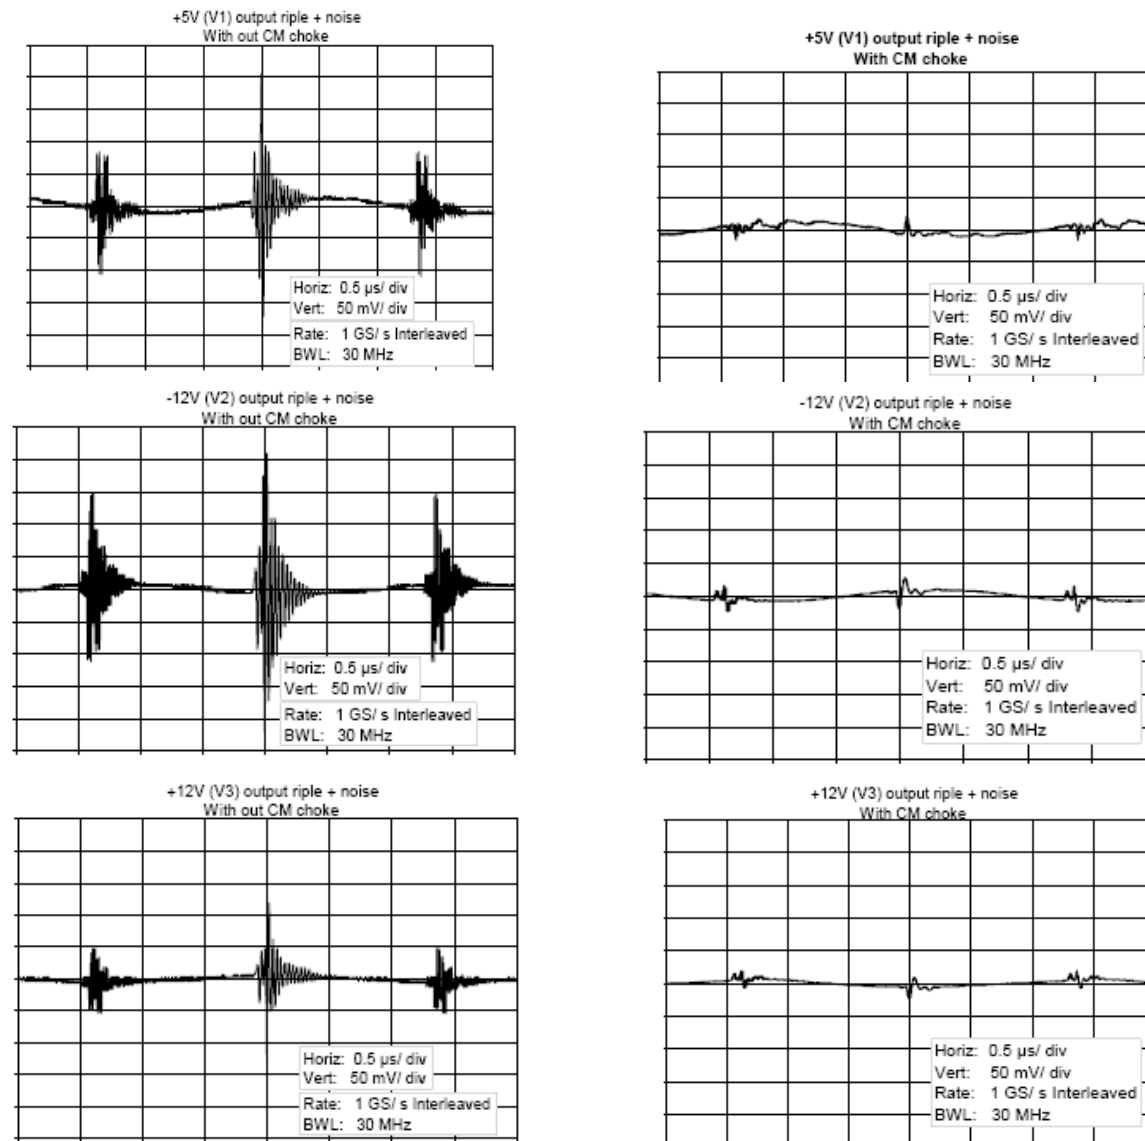 +5V (V1) output riple + noise
With out CM choke
Horiz: 0.5 µs/ div
Vert: 50 mV/ div
Rate: 1 GS/ s Interleaved
BWL: 30 MHz
+5V (V1) output riple + noise
With CM choke
Horiz: 0.5 µs/ div
Vert: 50 mV/ div
Rate: 1 GS/ s Interleaved
BWL: 30 MHz
-12V (V2) output riple + noise
With out CM choke
Horiz: 0.5 µs/ div
Vert: 50 mV/ div
Rate: 1 GS/ s Interleaved
BWL: 30 MHz
-12V (V2) output riple + noise
With CM choke
Horiz: 0.5 µs/ div
Vert: 50 mV/ div
Rate: 1 GS/ s Interleaved
BWL: 30 MHz
+12V (V3) output riple + noise
With out CM choke
Horiz: 0.5 µs/ div
Vert: 50 mV/ div
Rate: 1 GS/ s Interleaved
BWL: 30 MHz
+12V (V3) output riple + noise
With CM choke
Horiz: 0.5 µs/ div
Vert: 50 mV/ div
Rate: 1 GS/ s Interleaved
BWL: 30 MHz